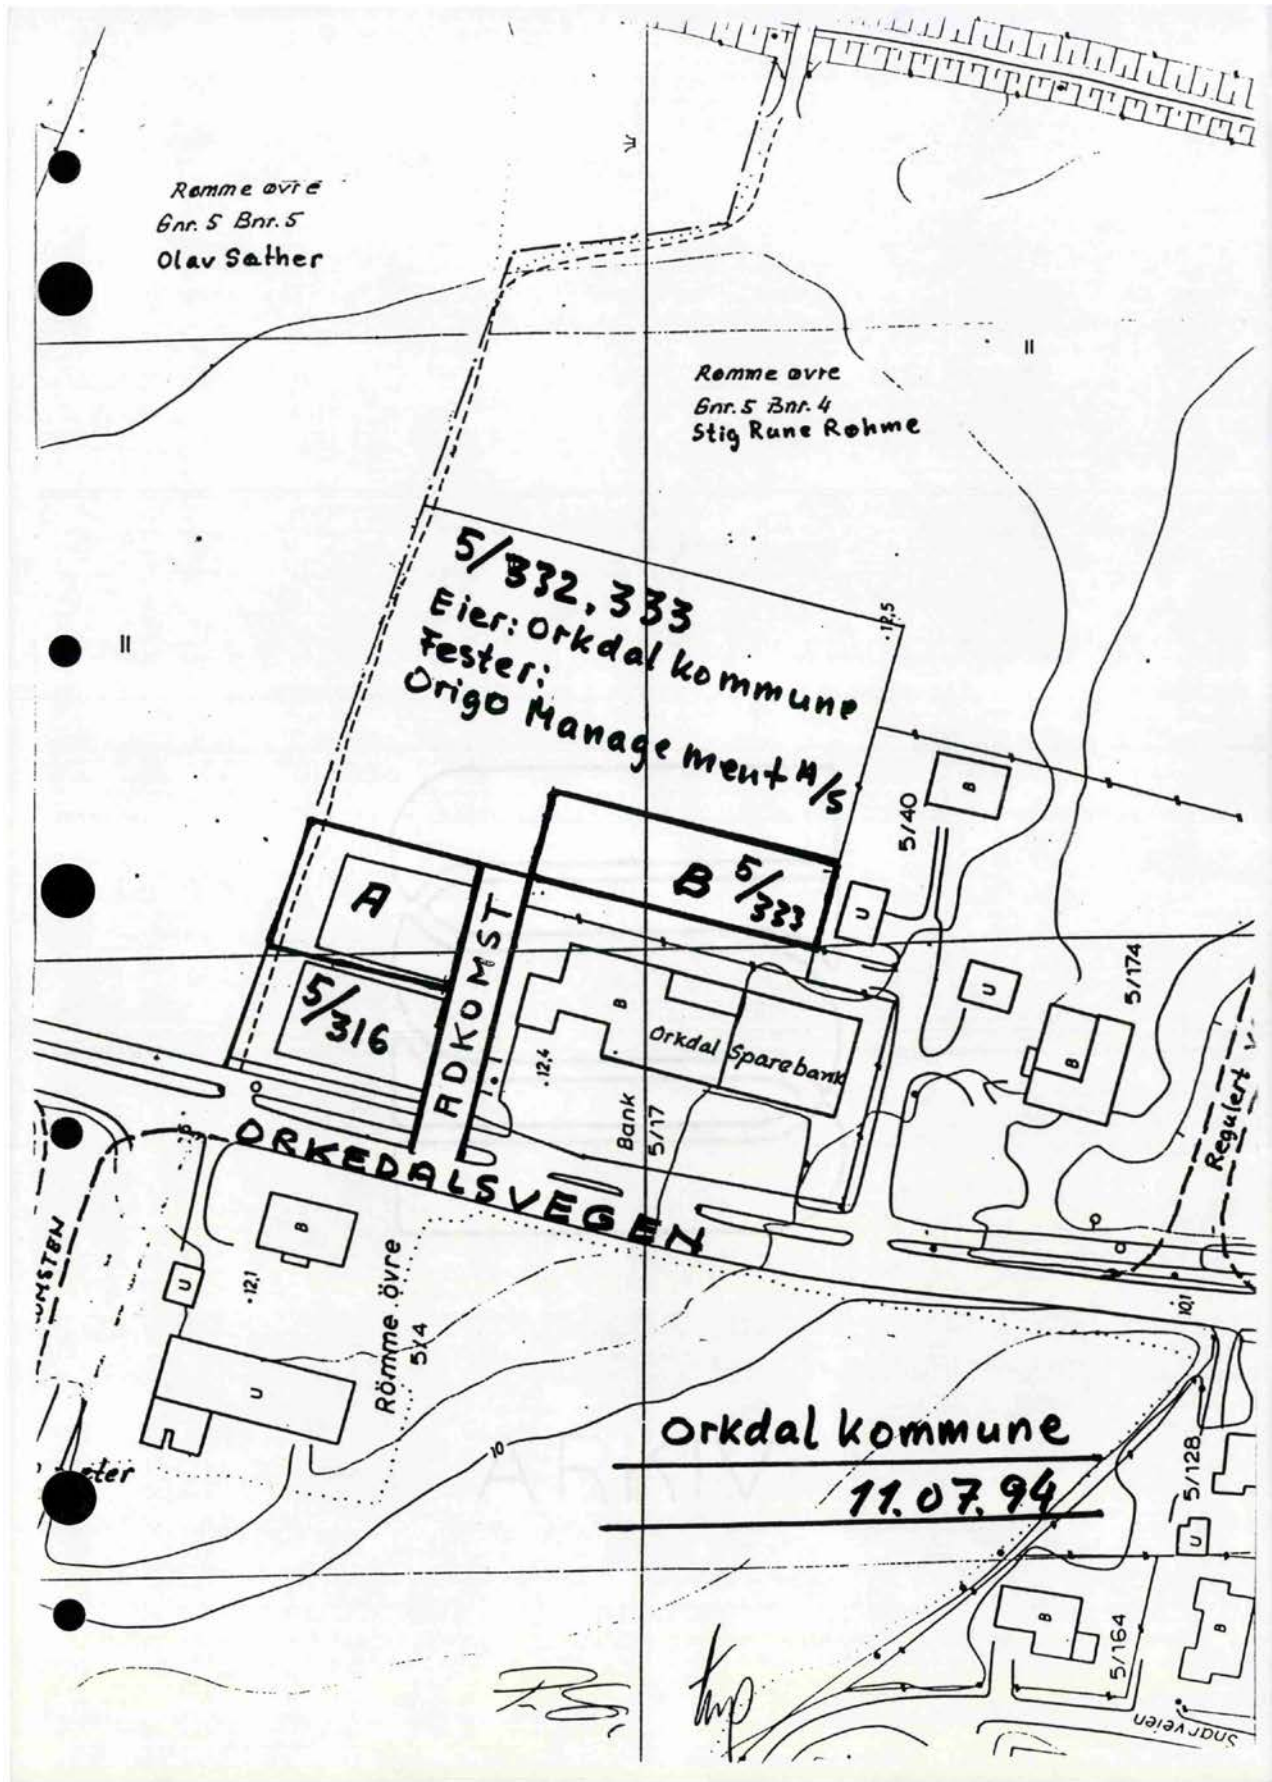 Rømme øvre
Gnr. 5 Bnr. 5
Olav Sæther
Rømme øvre
Gnr. 5 Bnr. 4
Stig Rune Røhme
5/332, 333
Eier: Orkdal kommune
Fester:
Origo Management A/S
12,5
5/40
B
U
A
B 5/333
5/316
ADKOMST
12,4
B
Orkdal Sparebank
Bank
5/17
U
B
5/174
Regulert
ORKEDALSVEGEN
B
U
12,1
U
Römme övre
5/4
10
10,1
Orkdal kommune
11.07.94
5/128
U
B
5/164
B
Snarveien